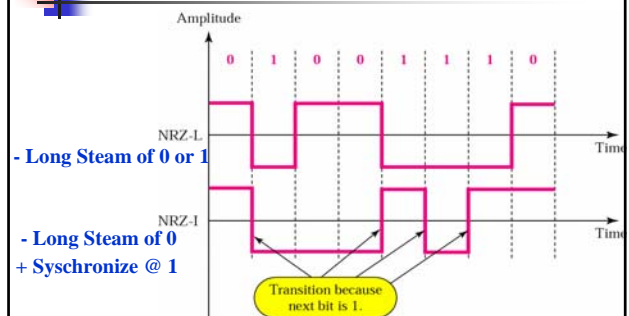 Amplitude
0 1 0 0 1 1 1 0
NRZ-L
Time
- Long Steam of 0 or 1
NRZ-I
Time
- Long Steam of 0
+ Syschronize @ 1
Transition because
next bit is 1.